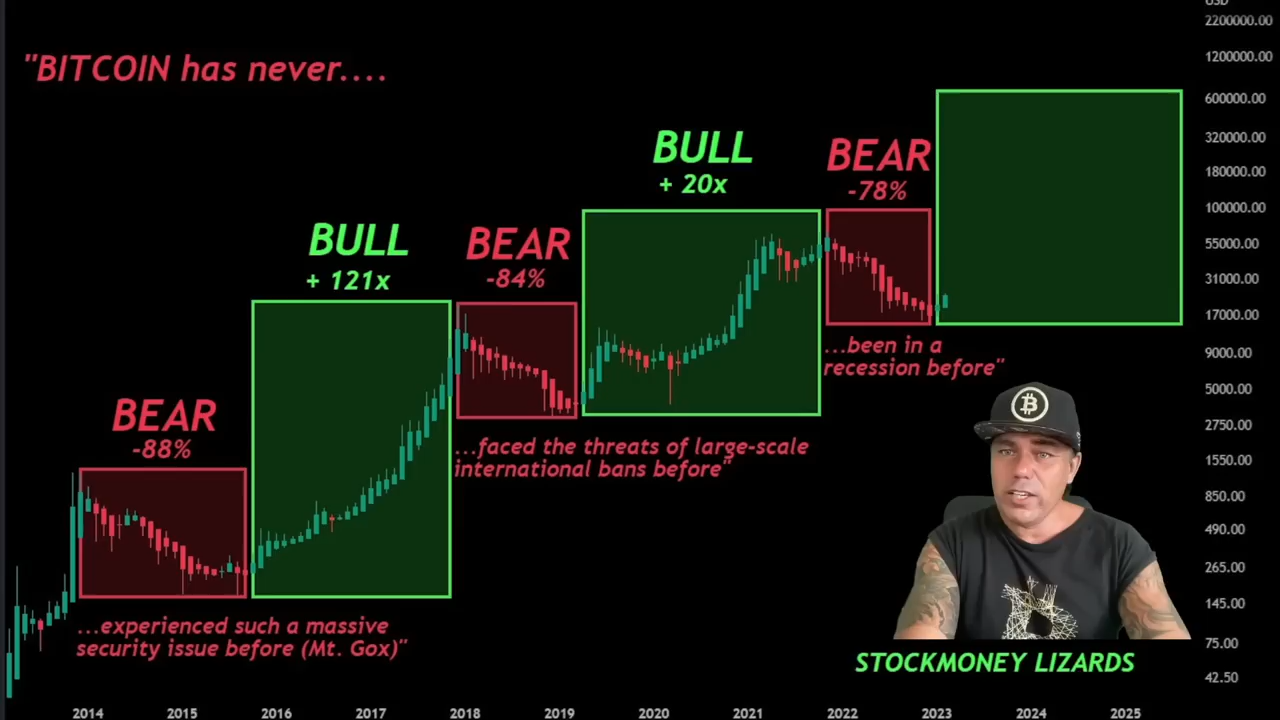 USD
"BITCOIN has never....
2200000.00
1200000.00
600000.00
320000.00
180000.00
100000.00
55000.00
31000.00
17000.00
9000.00
5000.00
2750.00
1550.00
850.00
490.00
265.00
145.00
75.00
42.50
BULL
+ 20x
BEAR
-78%
BULL
+ 121x
BEAR
-84%
...been in a
recession before"
BEAR
-88%
...faced the threats of large-scale
international bans before"
...experienced such a massive
security issue before (Mt. Gox)"
STOCKMONEY LIZARDS
2014
2015
2016
2017
2018
2019
2020
2021
2022
2023
2024
2025